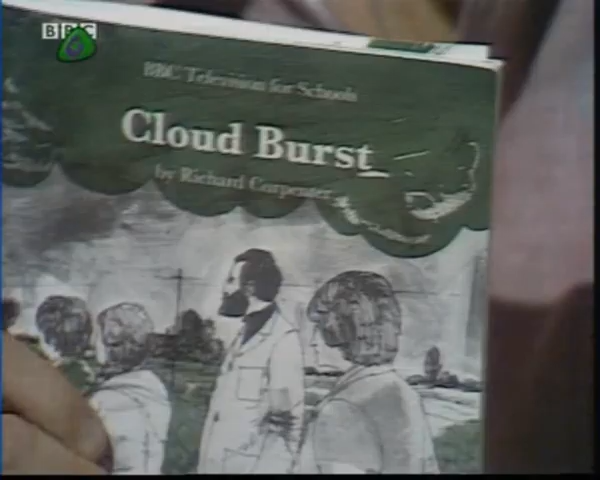 BBC
BBC Television for Schools
Cloud Burst
by Richard Carpenter